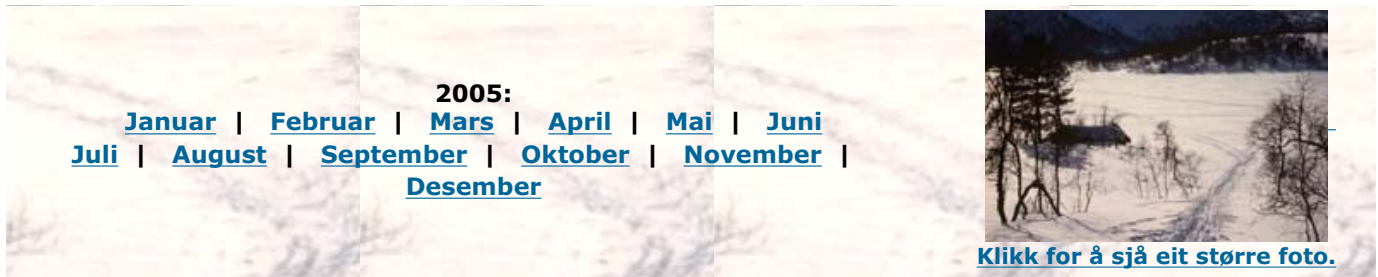 2005:
Januar | Februar | Mars | April | Mai | Juni
Juli | August | September | Oktober | November |
Desember
Klikk for å sjå eit større foto.